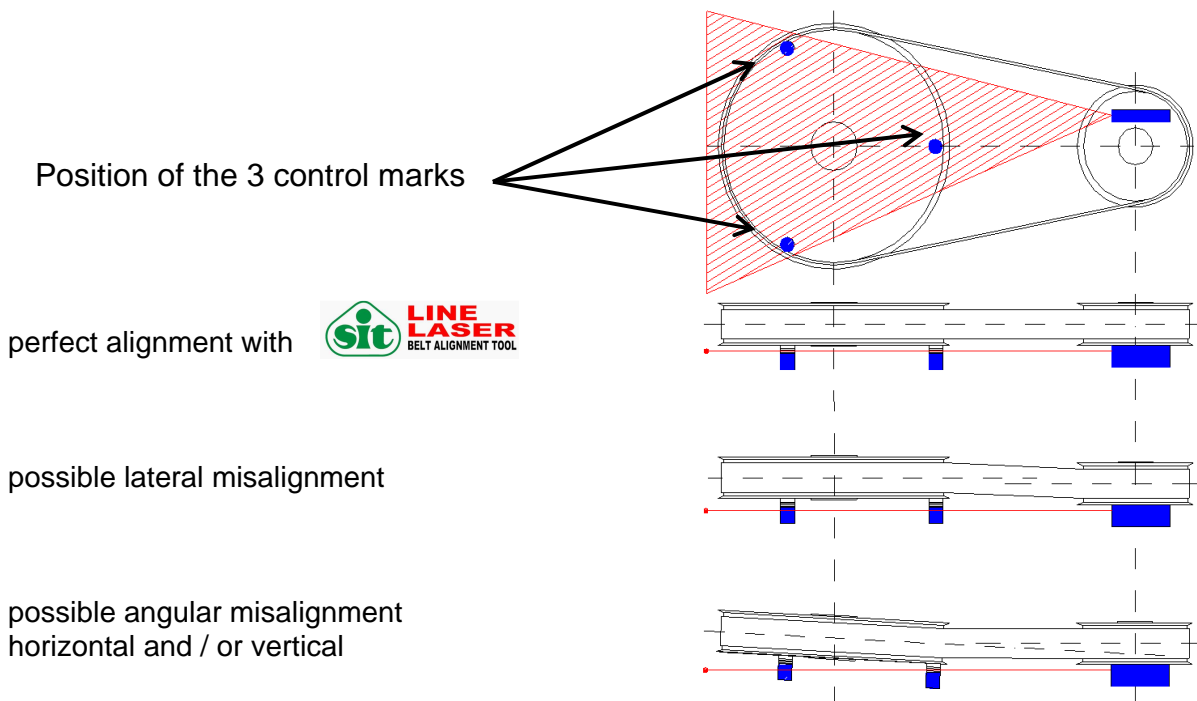 Position of the 3 control marks
perfect alignment with
sit
LINE
LASER
BELT ALIGNMENT TOOL
possible lateral misalignment
possible angular misalignment
horizontal and / or vertical